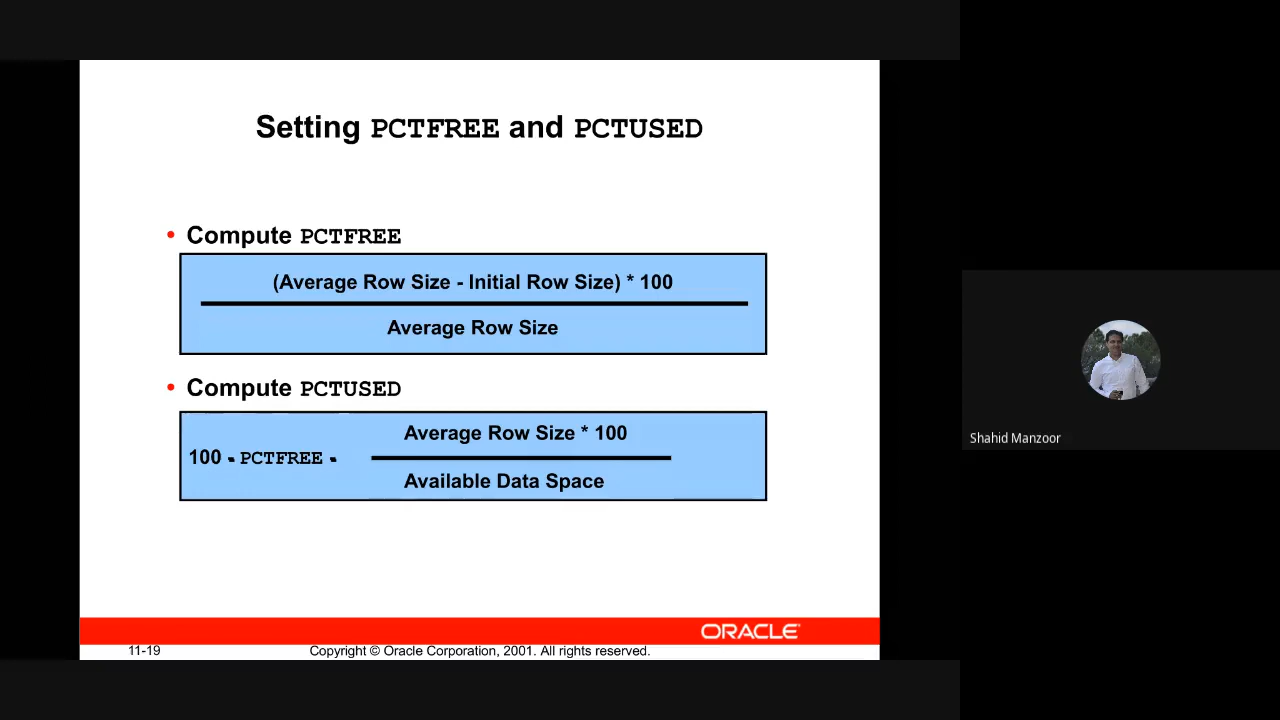 Setting PCTFREE and PCTUSED
• Compute PCTFREE
(Average Row Size - Initial Row Size) * 100
Average Row Size
• Compute PCTUSED
Average Row Size * 100
100 - PCTFREE -
Available Data Space
Shahid Manzoor
ORACLE
11-19
Copyright © Oracle Corporation, 2001. All rights reserved.